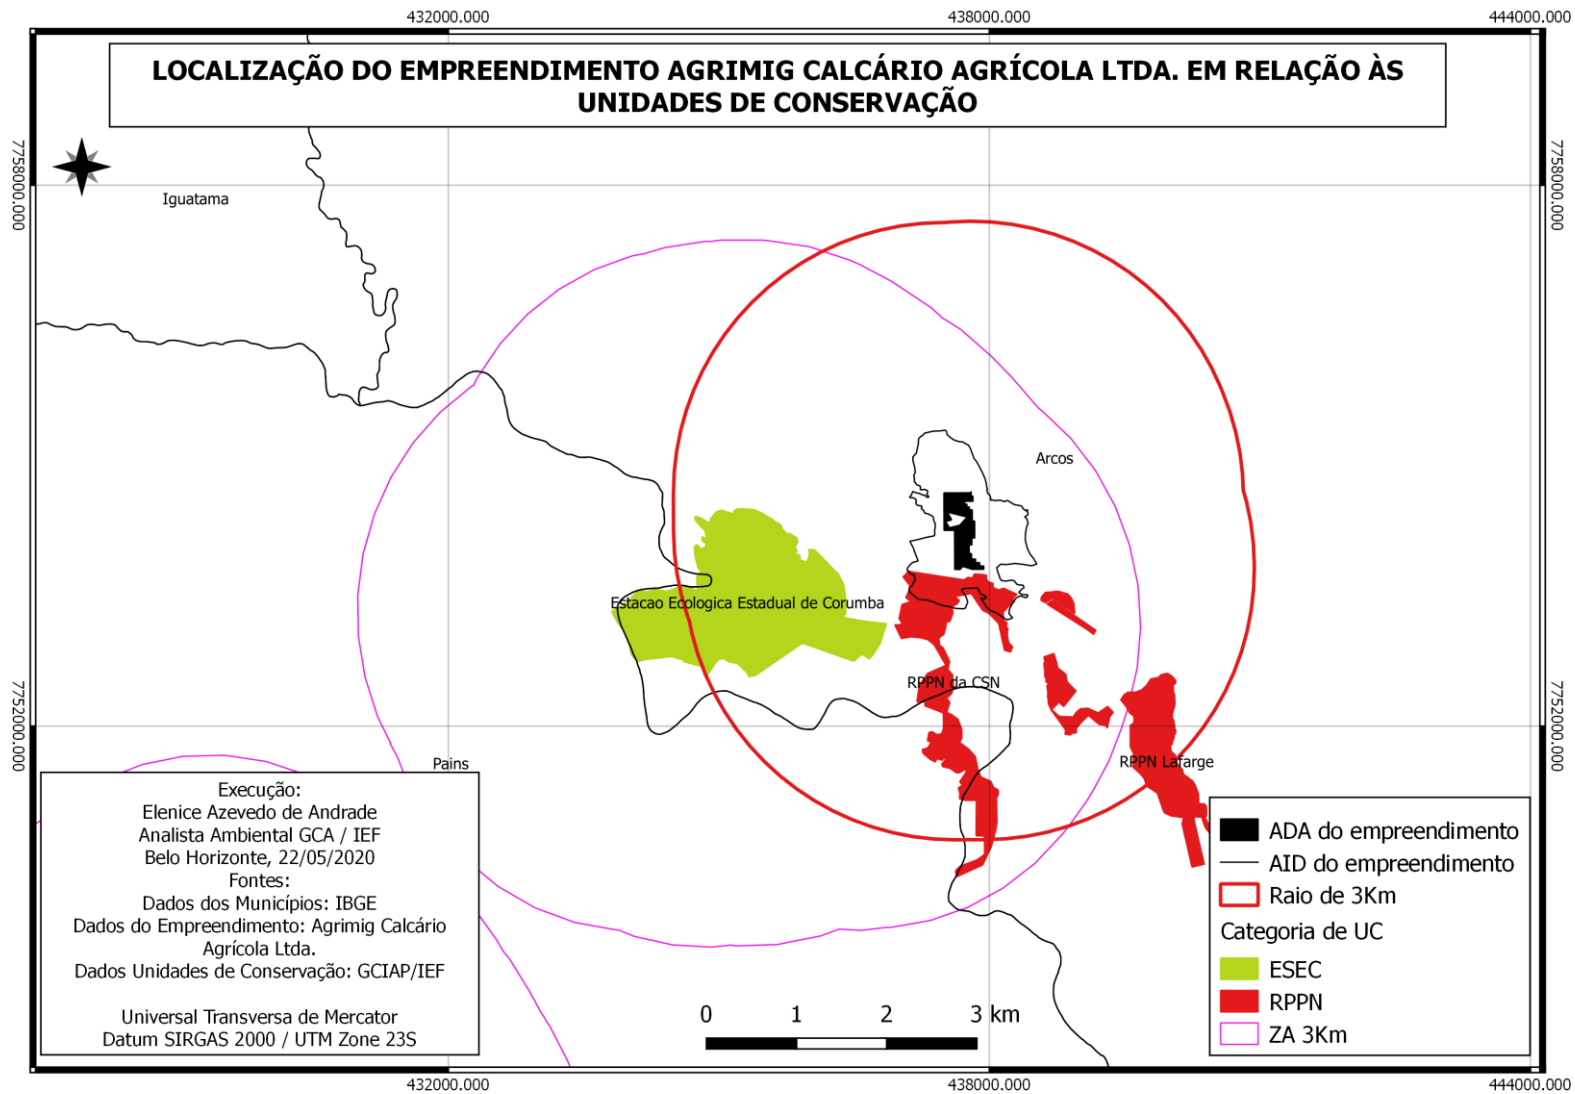 432000.000
438000.000
444000.000
LOCALIZAÇÃO DO EMPREENDIMENTO AGRIMIG CALCÁRIO AGRÍCOLA LTDA. EM RELAÇÃO ÀS
UNIDADES DE CONSERVAÇÃO
7758000.000
7758000.000
Iguatama
Arcos
Estacao Ecologica Estadual de Corumba
RPPN da CSN
7752000.000
7752000.000
Pains
RPPN Lafarge
Execução:
Elenice Azevedo de Andrade
Analista Ambiental GCA / IEF
Belo Horizonte, 22/05/2020
Fontes:
Dados dos Municípios: IBGE
Dados do Empreendimento: Agrimig Calcário
Agrícola Ltda.
Dados Unidades de Conservação: GCIAP/IEF
Universal Transversa de Mercator
Datum SIRGAS 2000 / UTM Zone 23S
0 1 2 3 km
ADA do empreendimento
AID do empreendimento
Raio de 3Km
Categoria de UC
ESEC
RPPN
ZA 3Km
432000.000
438000.000
444000.000